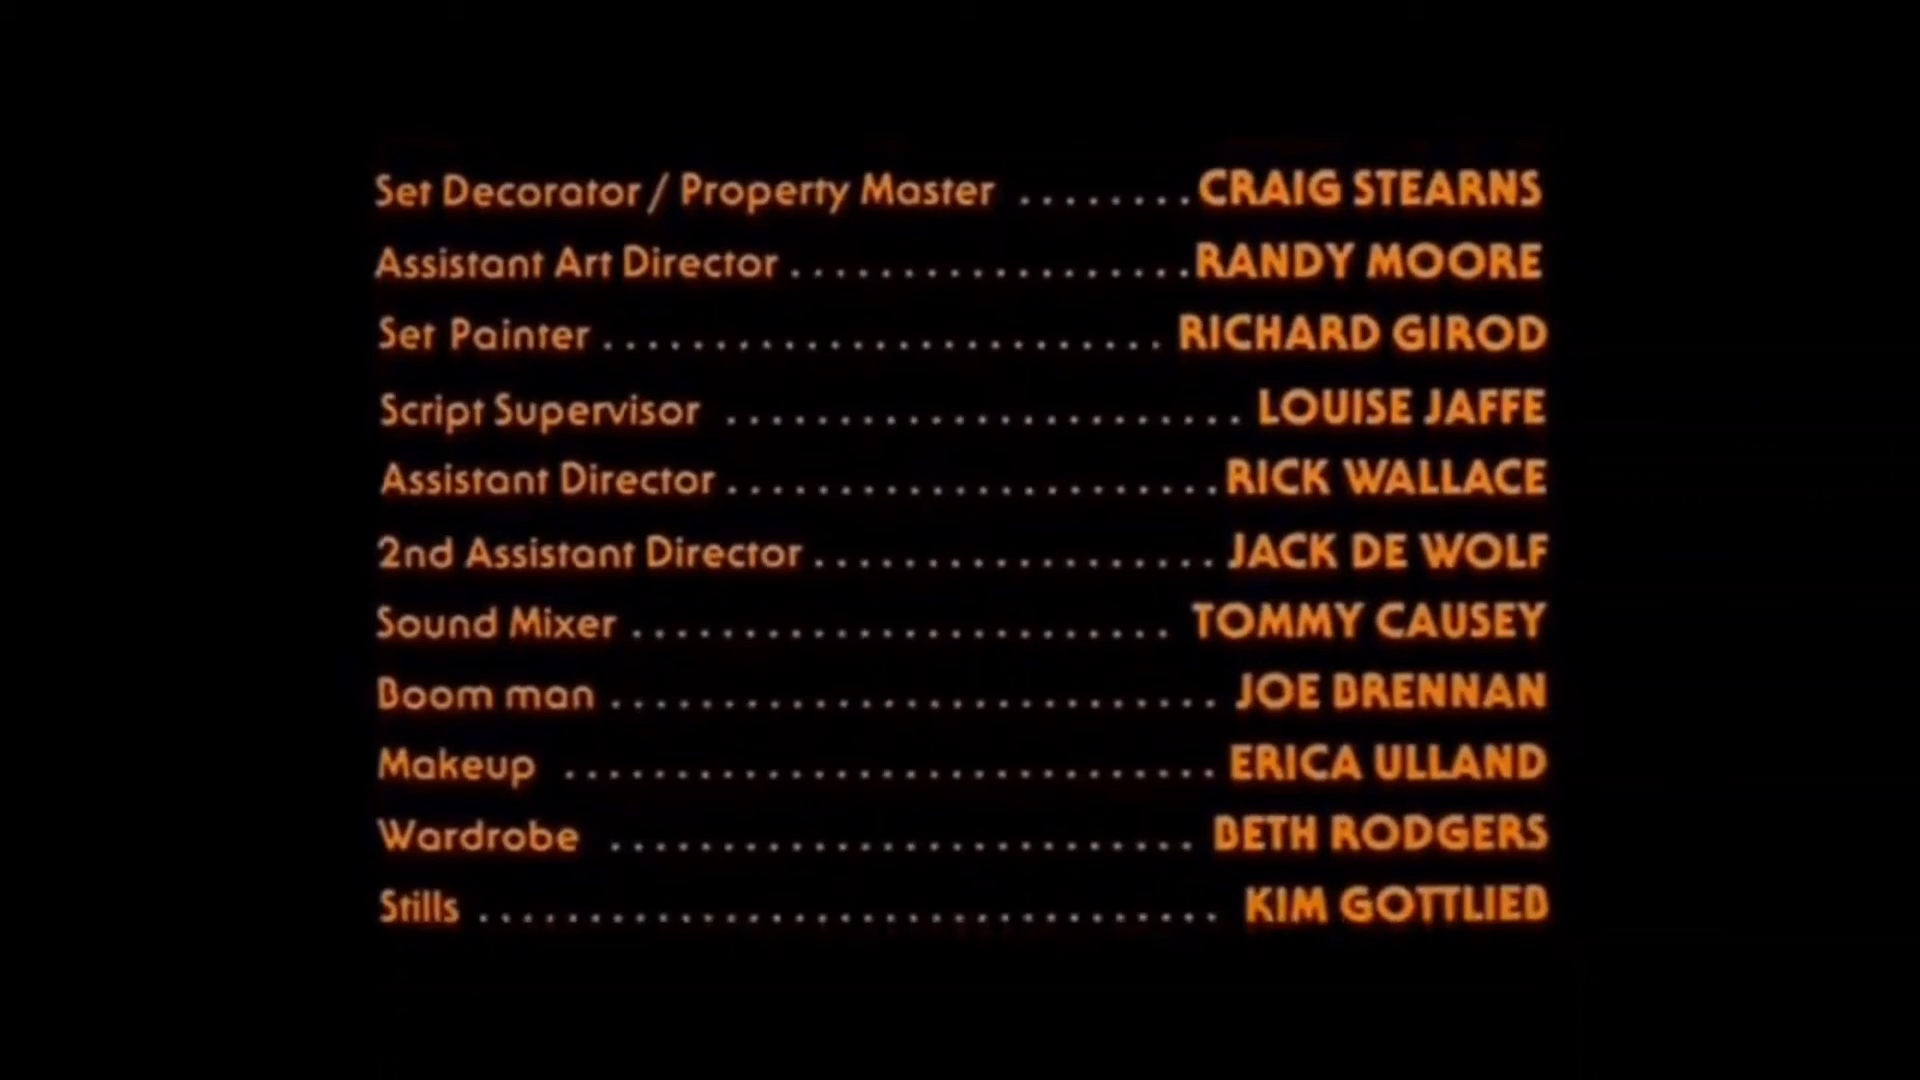 Set Decorator / Property Master ........ CRAIG STEARNS
Assistant Art Director .................. RANDY MOORE
Set Painter ......................... RICHARD GIROD
Script Supervisor ....................... LOUISE JAFFE
Assistant Director ...................... RICK WALLACE
2nd Assistant Director .................. JACK DE WOLF
Sound Mixer ........................ TOMMY CAUSEY
Boom man ........................... JOE BRENNAN
Makeup ............................. ERICA ULLAND
Wardrobe .......................... BETH RODGERS
Stills ................................. KIM GOTTLIEB